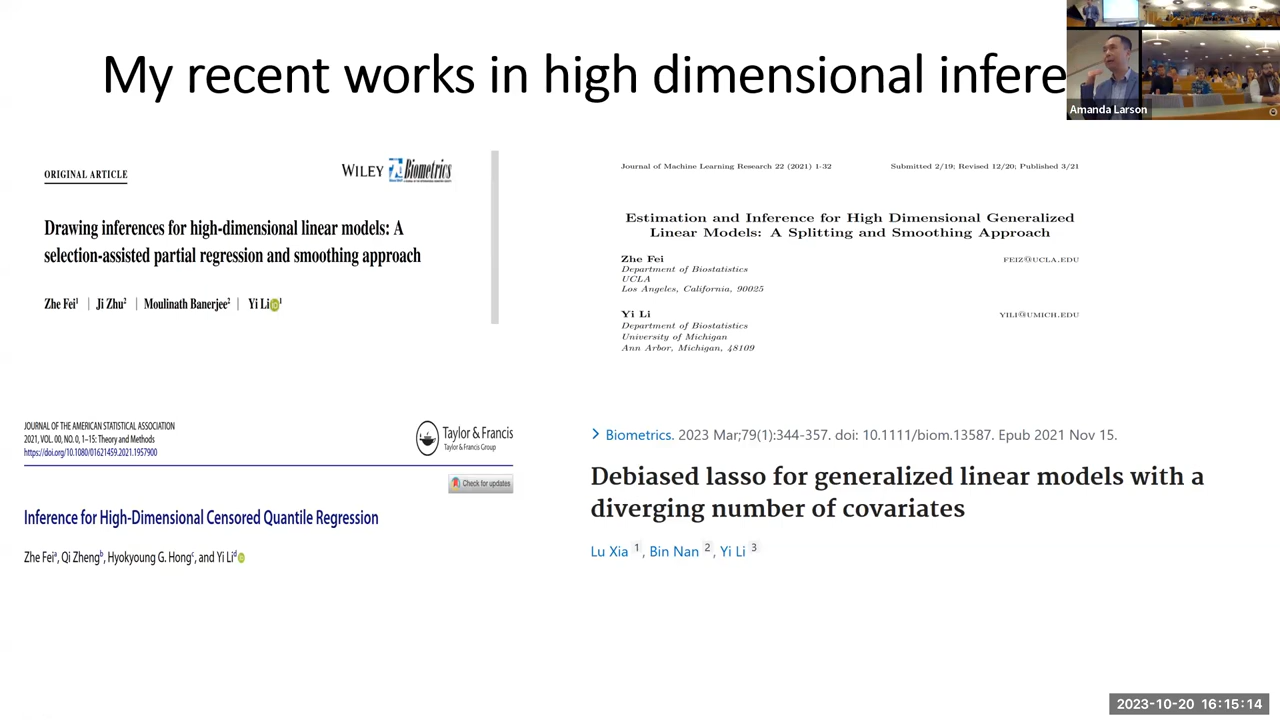 My recent works in high dimensional infere
Amanda Larson
ORIGINAL ARTICLE
WILEY Biometrics
Drawing inferences for high-dimensional linear models: A
selection-assisted partial regression and smoothing approach
Zhe Fei1 | Ji Zhu2 | Moulinath Banerjee2 | Yi Li1
Journal of Machine Learning Research 22 (2021) 1-32
Submitted 2/19; Revised 12/20; Published 3/21
Estimation and Inference for High Dimensional Generalized
Linear Models: A Splitting and Smoothing Approach
Zhe Fei
FEIZ@UCLA.EDU
Department of Biostatistics
UCLA
Los Angeles, California, 90025
Yi Li
YILI@UMICH.EDU
Department of Biostatistics
University of Michigan
Ann Arbor, Michigan, 48109
JOURNAL OF THE AMERICAN STATISTICAL ASSOCIATION
2021, VOL. 00, NO. 0, 1–15: Theory and Methods
https://doi.org/10.1080/01621459.2021.1957900
Taylor & Francis
Taylor & Francis Group
Check for updates
Inference for High-Dimensional Censored Quantile Regression
Zhe Feia, Qi Zhengb, Hyokyoung G. Hongc, and Yi Lid
> Biometrics. 2023 Mar;79(1):344-357. doi: 10.1111/biom.13587. Epub 2021 Nov 15.
Debiased lasso for generalized linear models with a
diverging number of covariates
Lu Xia 1, Bin Nan 2, Yi Li 3
2023-10-20 16:15:14